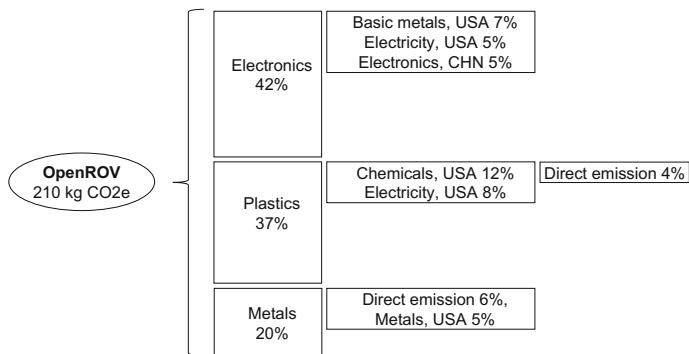 OpenROV
210 kg CO2e
Electronics
42%
Basic metals, USA 7%
Electricity, USA 5%
Electronics, CHN 5%
Plastics
37%
Chemicals, USA 12%
Electricity, USA 8%
Direct emission 4%
Metals
20%
Direct emission 6%,
Metals, USA 5%